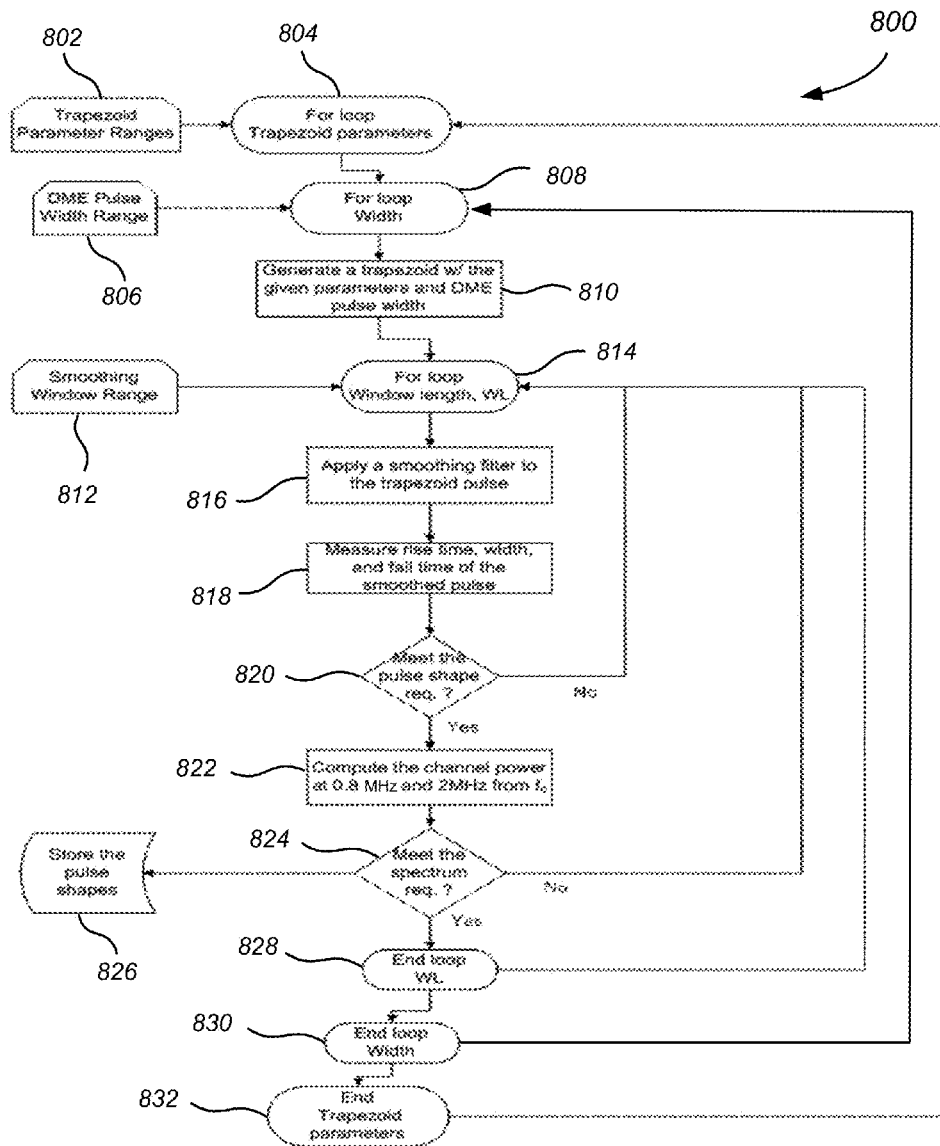 800
802
804
Trapezoid
Parameter Ranges
For loop
Trapezoid parameters
808
DME Pulse
Width Range
For loop
Width
806
Generate a trapezoid w/ the
given parameters and DME
pulse width
810
814
Smoothing
Window Range
For loop
Window length, WL
812
Apply a smoothing filter to
the trapezoid pulse
816
Measure rise time, width,
and fall time of the
smoothed pulse
818
820
Meet the
pulse shape
req. ?
No
Yes
822
Compute the channel power
at 0.8 MHz and 2MHz from f₀
824
Store the
pulse
shapes
Meet the
spectrum
req. ?
No
Yes
826
828
End loop
WL
830
End loop
Width
832
End
Trapezoid
parameters